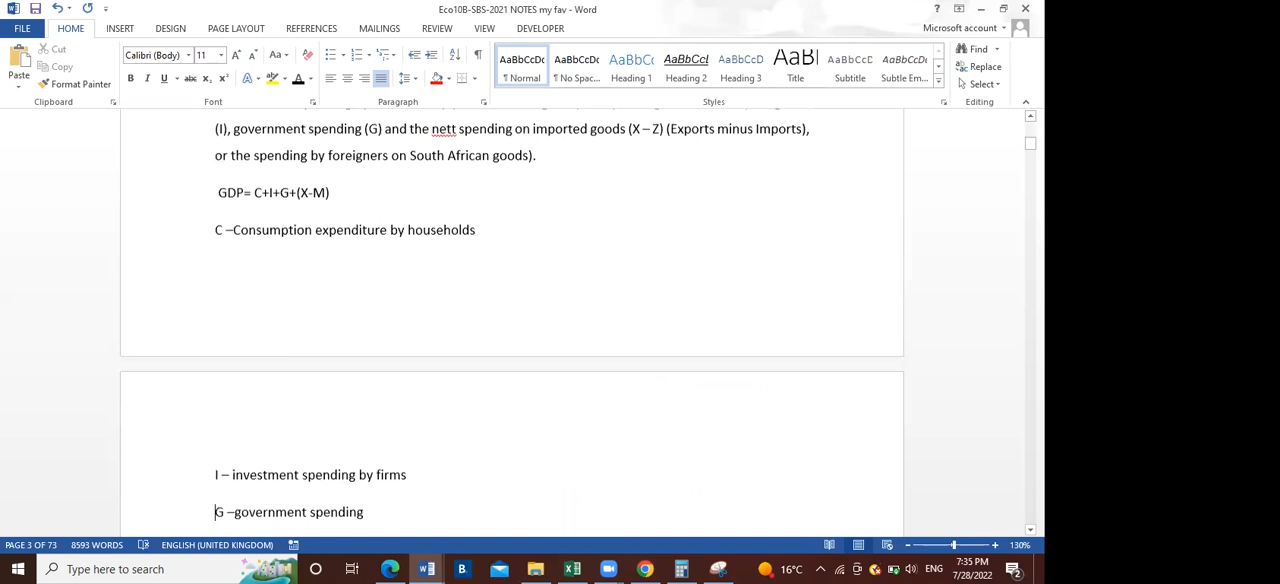 Eco10B-SBS-2021 NOTES my fav - Word
FILE HOME INSERT DESIGN PAGE LAYOUT REFERENCES MAILINGS REVIEW VIEW DEVELOPER Microsoft account
Paste
Cut
Copy
Format Painter
Clipboard
Calibri (Body) 11
Font
Paragraph
AaBbCcDc AaBbCcDc AaBbCc AaBbCcI AaBbCcD AaBl AaBbCcD AaBbCcDc
¶ Normal ¶ No Spac... Heading 1 Heading 2 Heading 3 Title Subtitle Subtle Em...
Styles
Find
Replace
Select
Editing
(I), government spending (G) and the nett spending on imported goods (X – Z) (Exports minus Imports),
or the spending by foreigners on South African goods).
GDP= C+I+G+(X-M)
C –Consumption expenditure by households
I – investment spending by firms
G –government spending
PAGE 3 OF 73 8593 WORDS ENGLISH (UNITED KINGDOM) 130%
Type here to search
16°C ENG 7:35 PM
7/28/2022